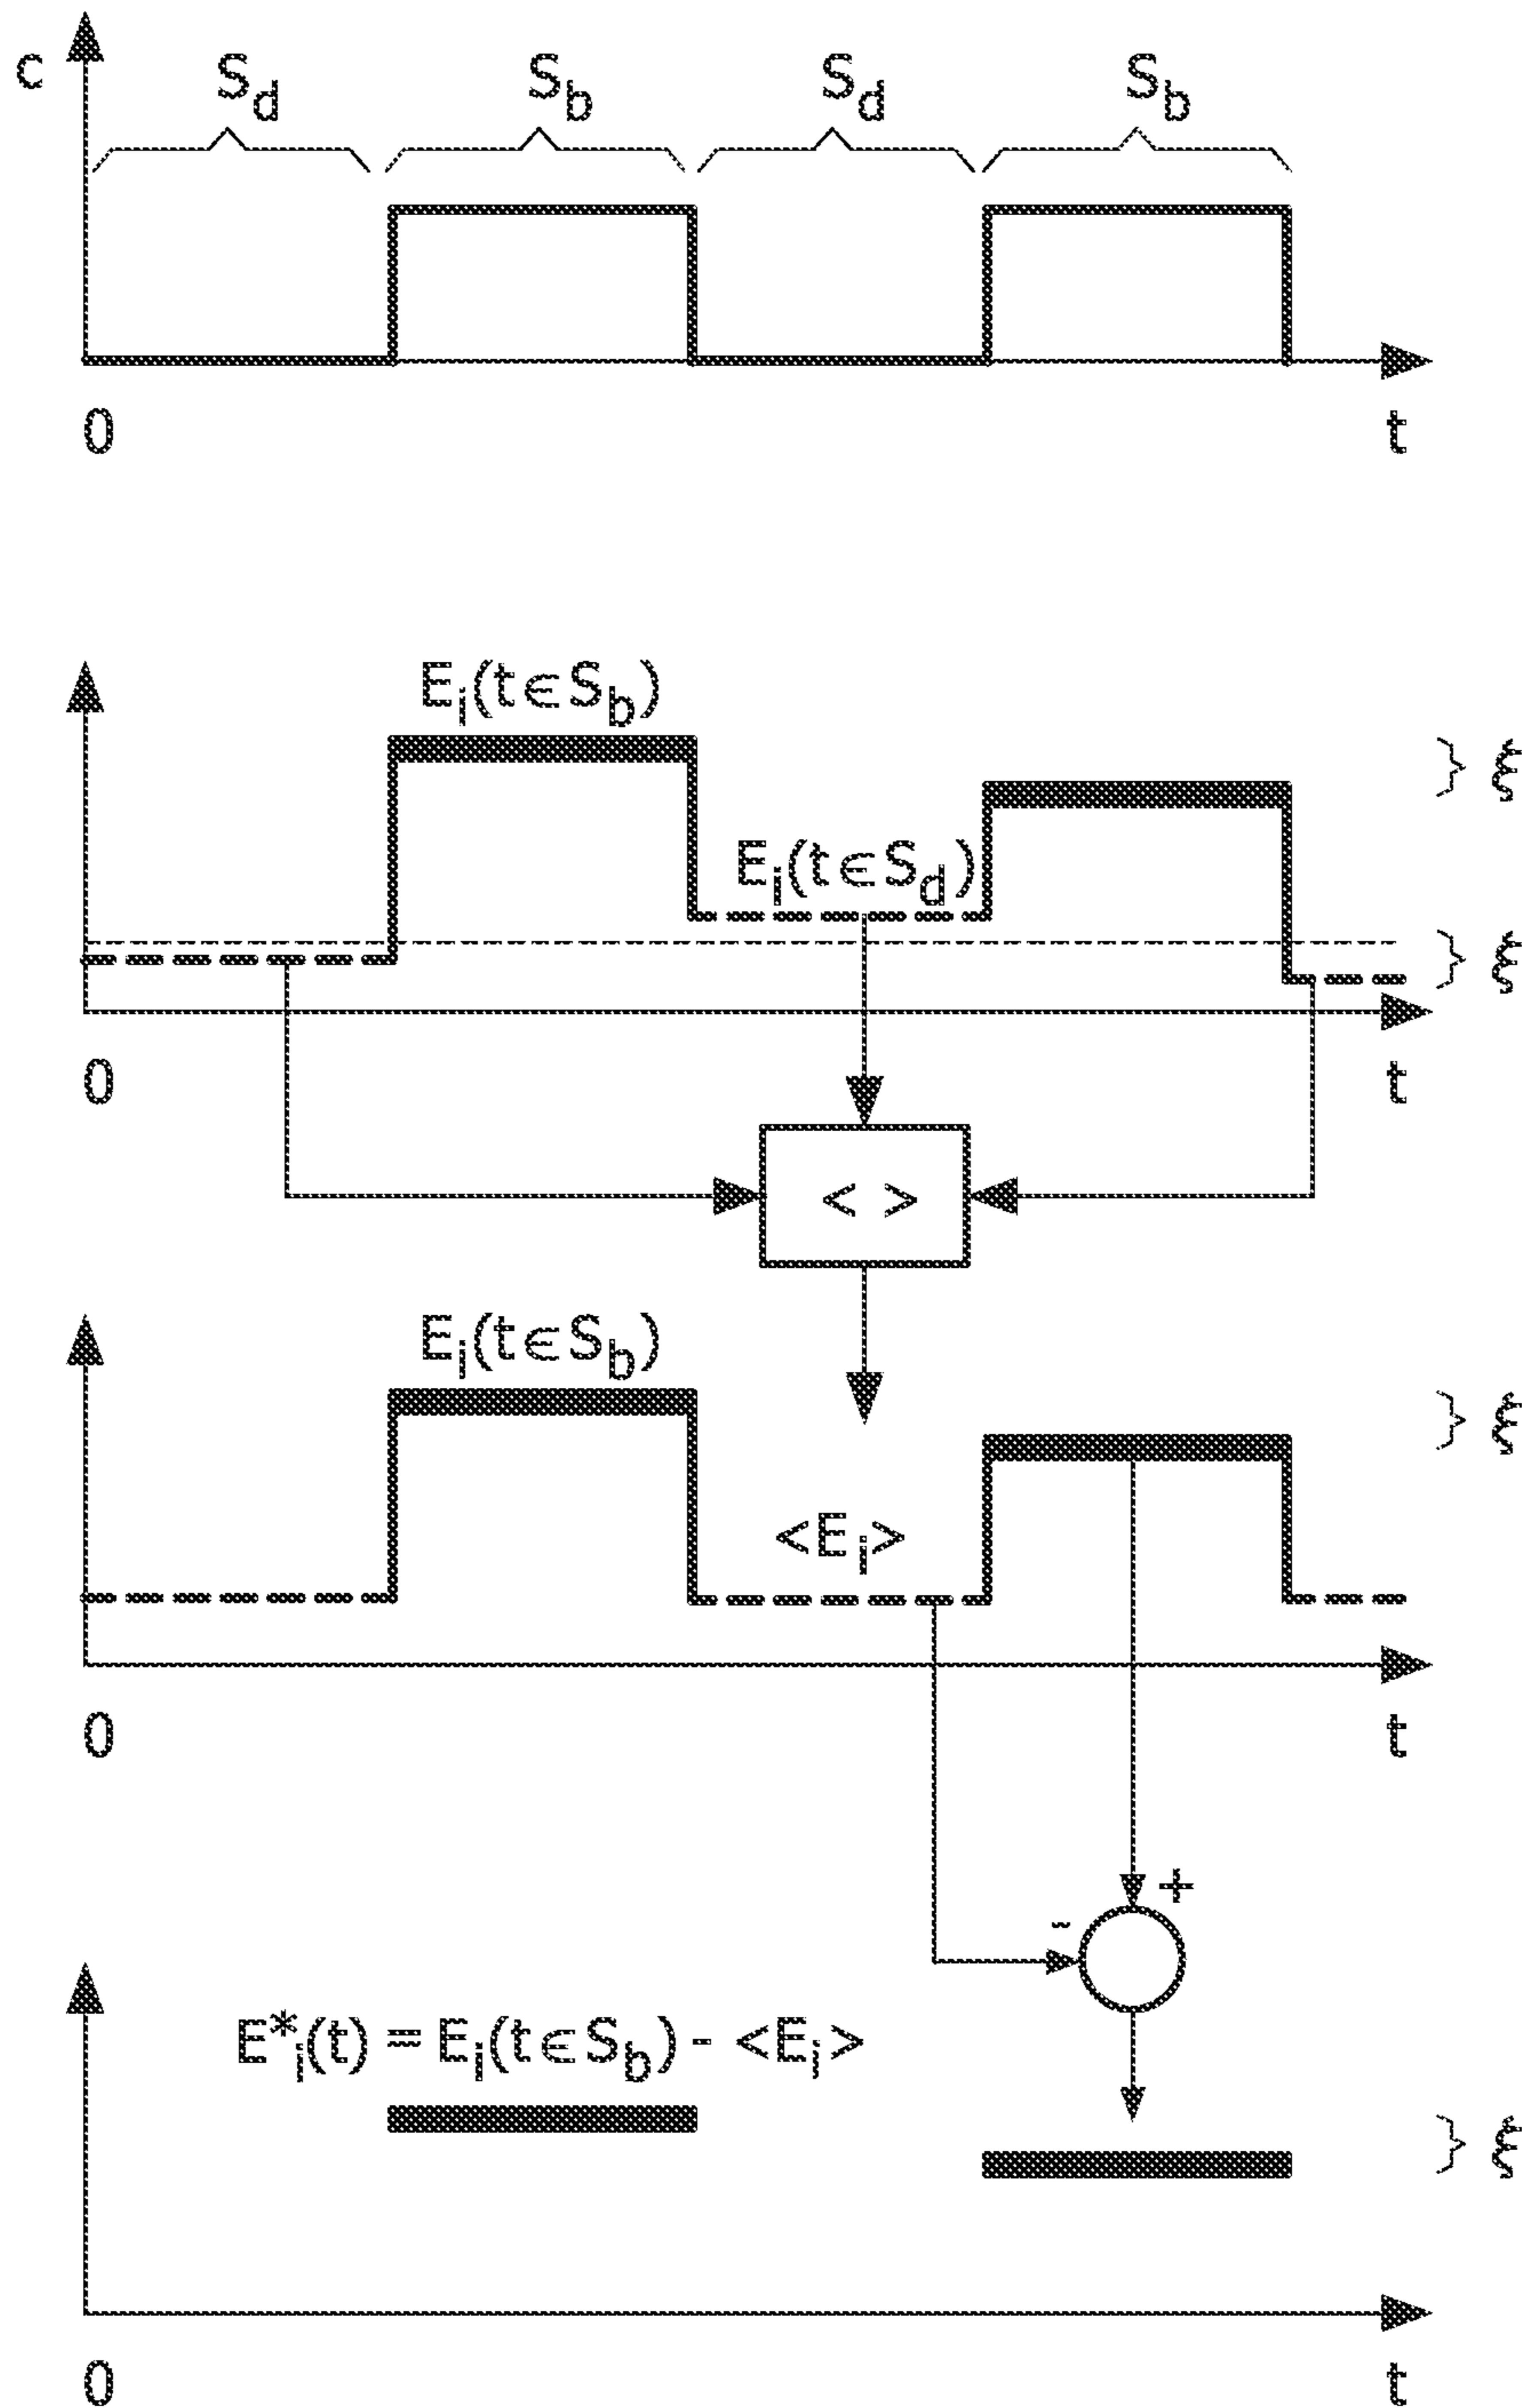 c
S_d S_b S_d S_b
0 t
E_i(t∈S_b)
ξ
E_i(t∈S_d)
ξ
0 t
< >
E_i(t∈S_b)
ξ
<E_i>
0 t
+
-
E*_i(t) = E_i(t∈S_b) - <E_i>
ξ
0 t